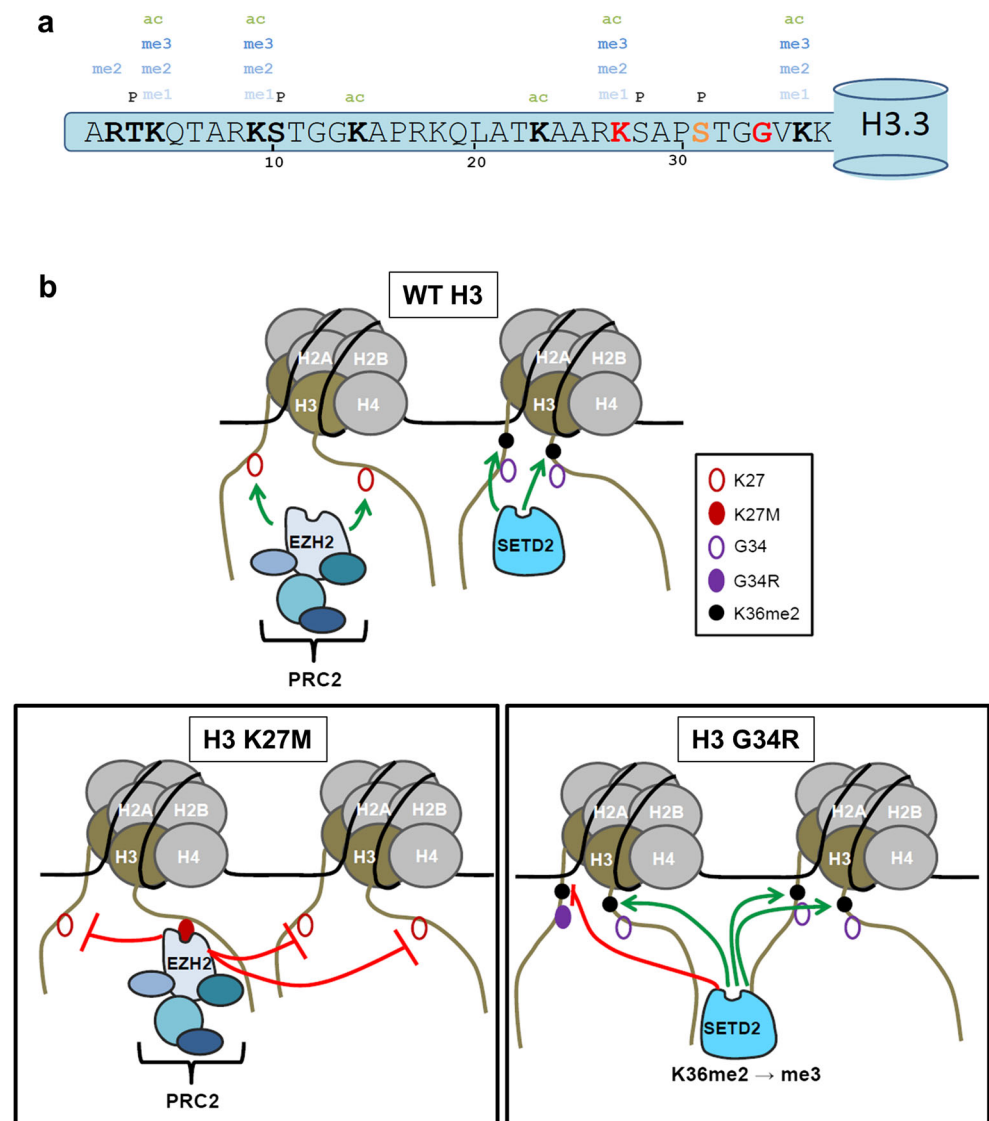 a
ac ac ac ac
me3 me3 me3 me3
me2 me2 me2 me2 me2
P me1 me1 P ac ac me1 P P me1
ARTKQTARKSTGGKAPRKQLATKAARKSAPSTGGVKK H3.3
10 20 30
b
WT H3
H2A H2B H2A H2B
H3 H4 H3 H4
EZH2 SETD2
PRC2
K27
K27M
G34
G34R
K36me2
H3 K27M
H2A H2B H2A H2B
H3 H4 H3 H4
EZH2
PRC2
H3 G34R
H2A H2B H2A H2B
H3 H4 H3 H4
SETD2
K36me2 → me3